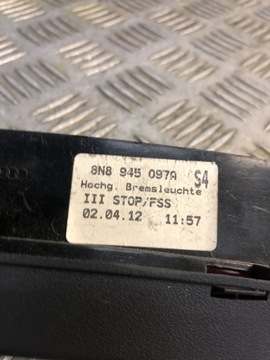 8N8 945 097A S4
Hochg. Bremsleuchte
III STOP/FSS
02.04.12 11:57